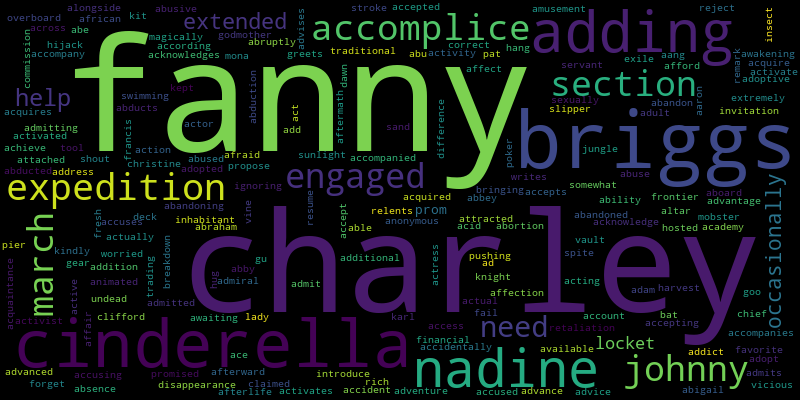 overboard alongside abusive stroke accepted amusement reject
african kit extended accomplice adding
across abe magically godmother advises hang
commission hijack according abruptly greets traditional correct servant exile awakening insect
accompany acknowledges mona abu activity pat aang acquire
fanny dawn affect section afford activate
help kept swimming remark adoptive
acquires abducts abduction aftermath sexually abandon extremely
admitting francis actor act sand difference slipper adult aaron invitation
activated add briggs
achieve tool action abused afraid sunlight accompanied poker jungle
attached shout christine adopted propose
abducted address ignoring engaged writes somewhat abuse aboard
expedition bringing accepts ability frontier advantage
march fresh deck abandoning vine resume acquired abbey abandoned altar mobster occasionally
accuses inhabitant accept relents prom attracted acknowledge hosted academy
pier actually abraham able anonymous acid abortion vault
kindly worried breakdown abby additional actress pushing spite
gear addition trading gu ad
acquaintance active animated hug admiral charley knight acting adam harvest goo
undead admitted admit affection
activist affair clifford awaiting lady karl actual fail account bat chief
cinderella access need retaliation accepting accompanies
financial accidentally available locket addict favorite
ace nadine johnny adopt
advanced accusing promised afterward introduce admits
forget absence disappearance claimed rich accused advance advice abigail vicious
afterlife activates accident adventure